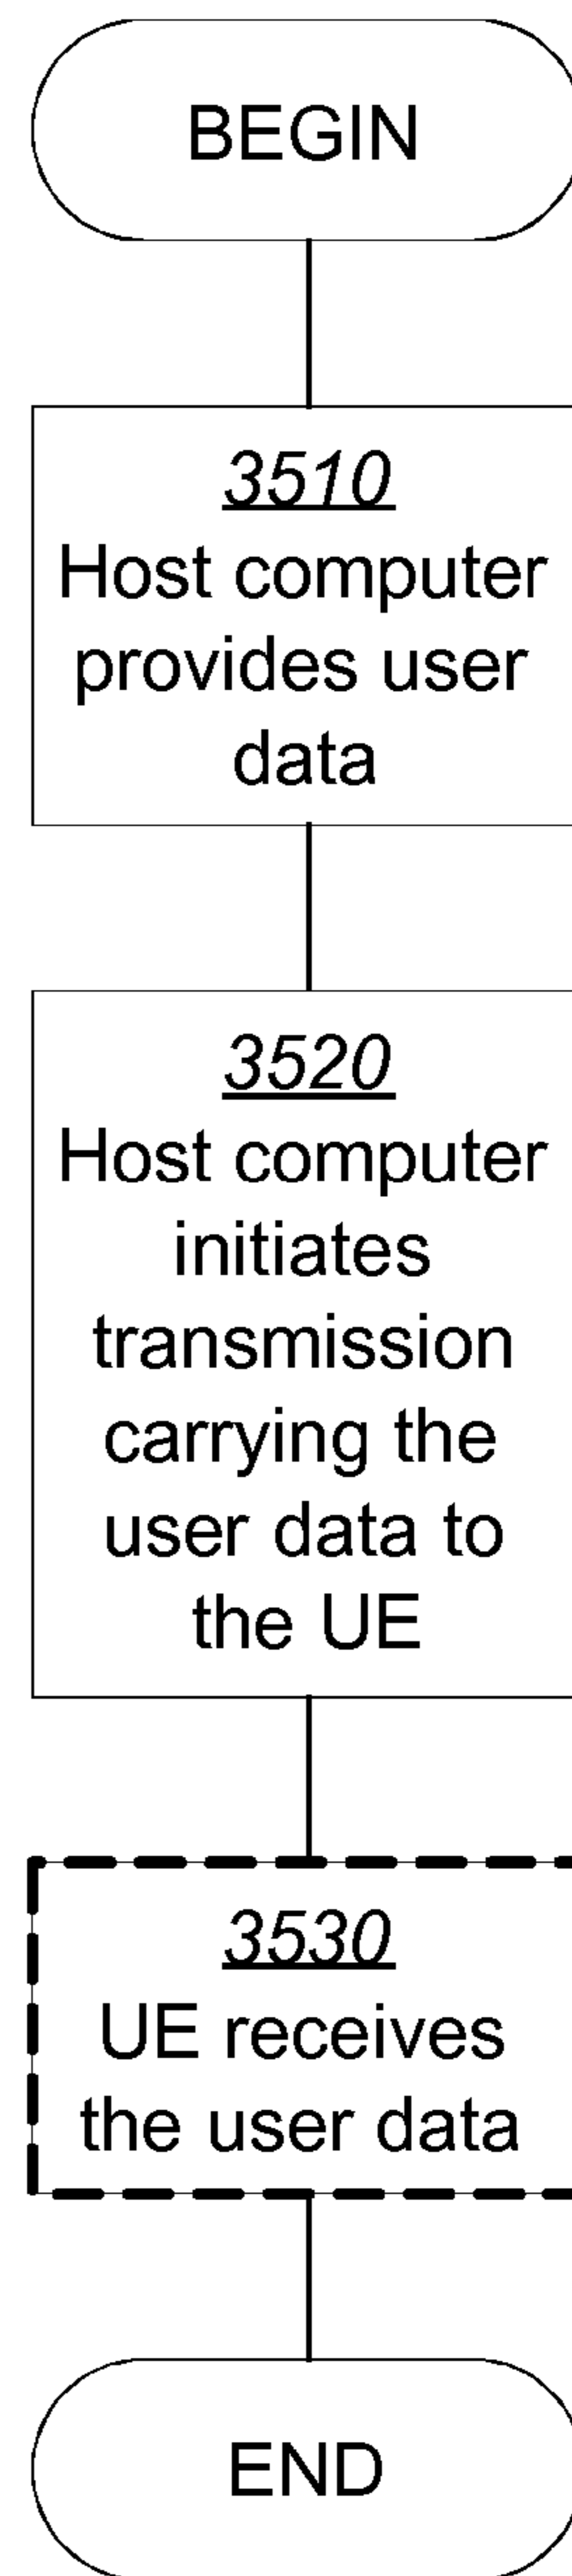 BEGIN
3510
Host computer
provides user
data
3520
Host computer
initiates
transmission
carrying the
user data to
the UE
3530
UE receives
the user data
END